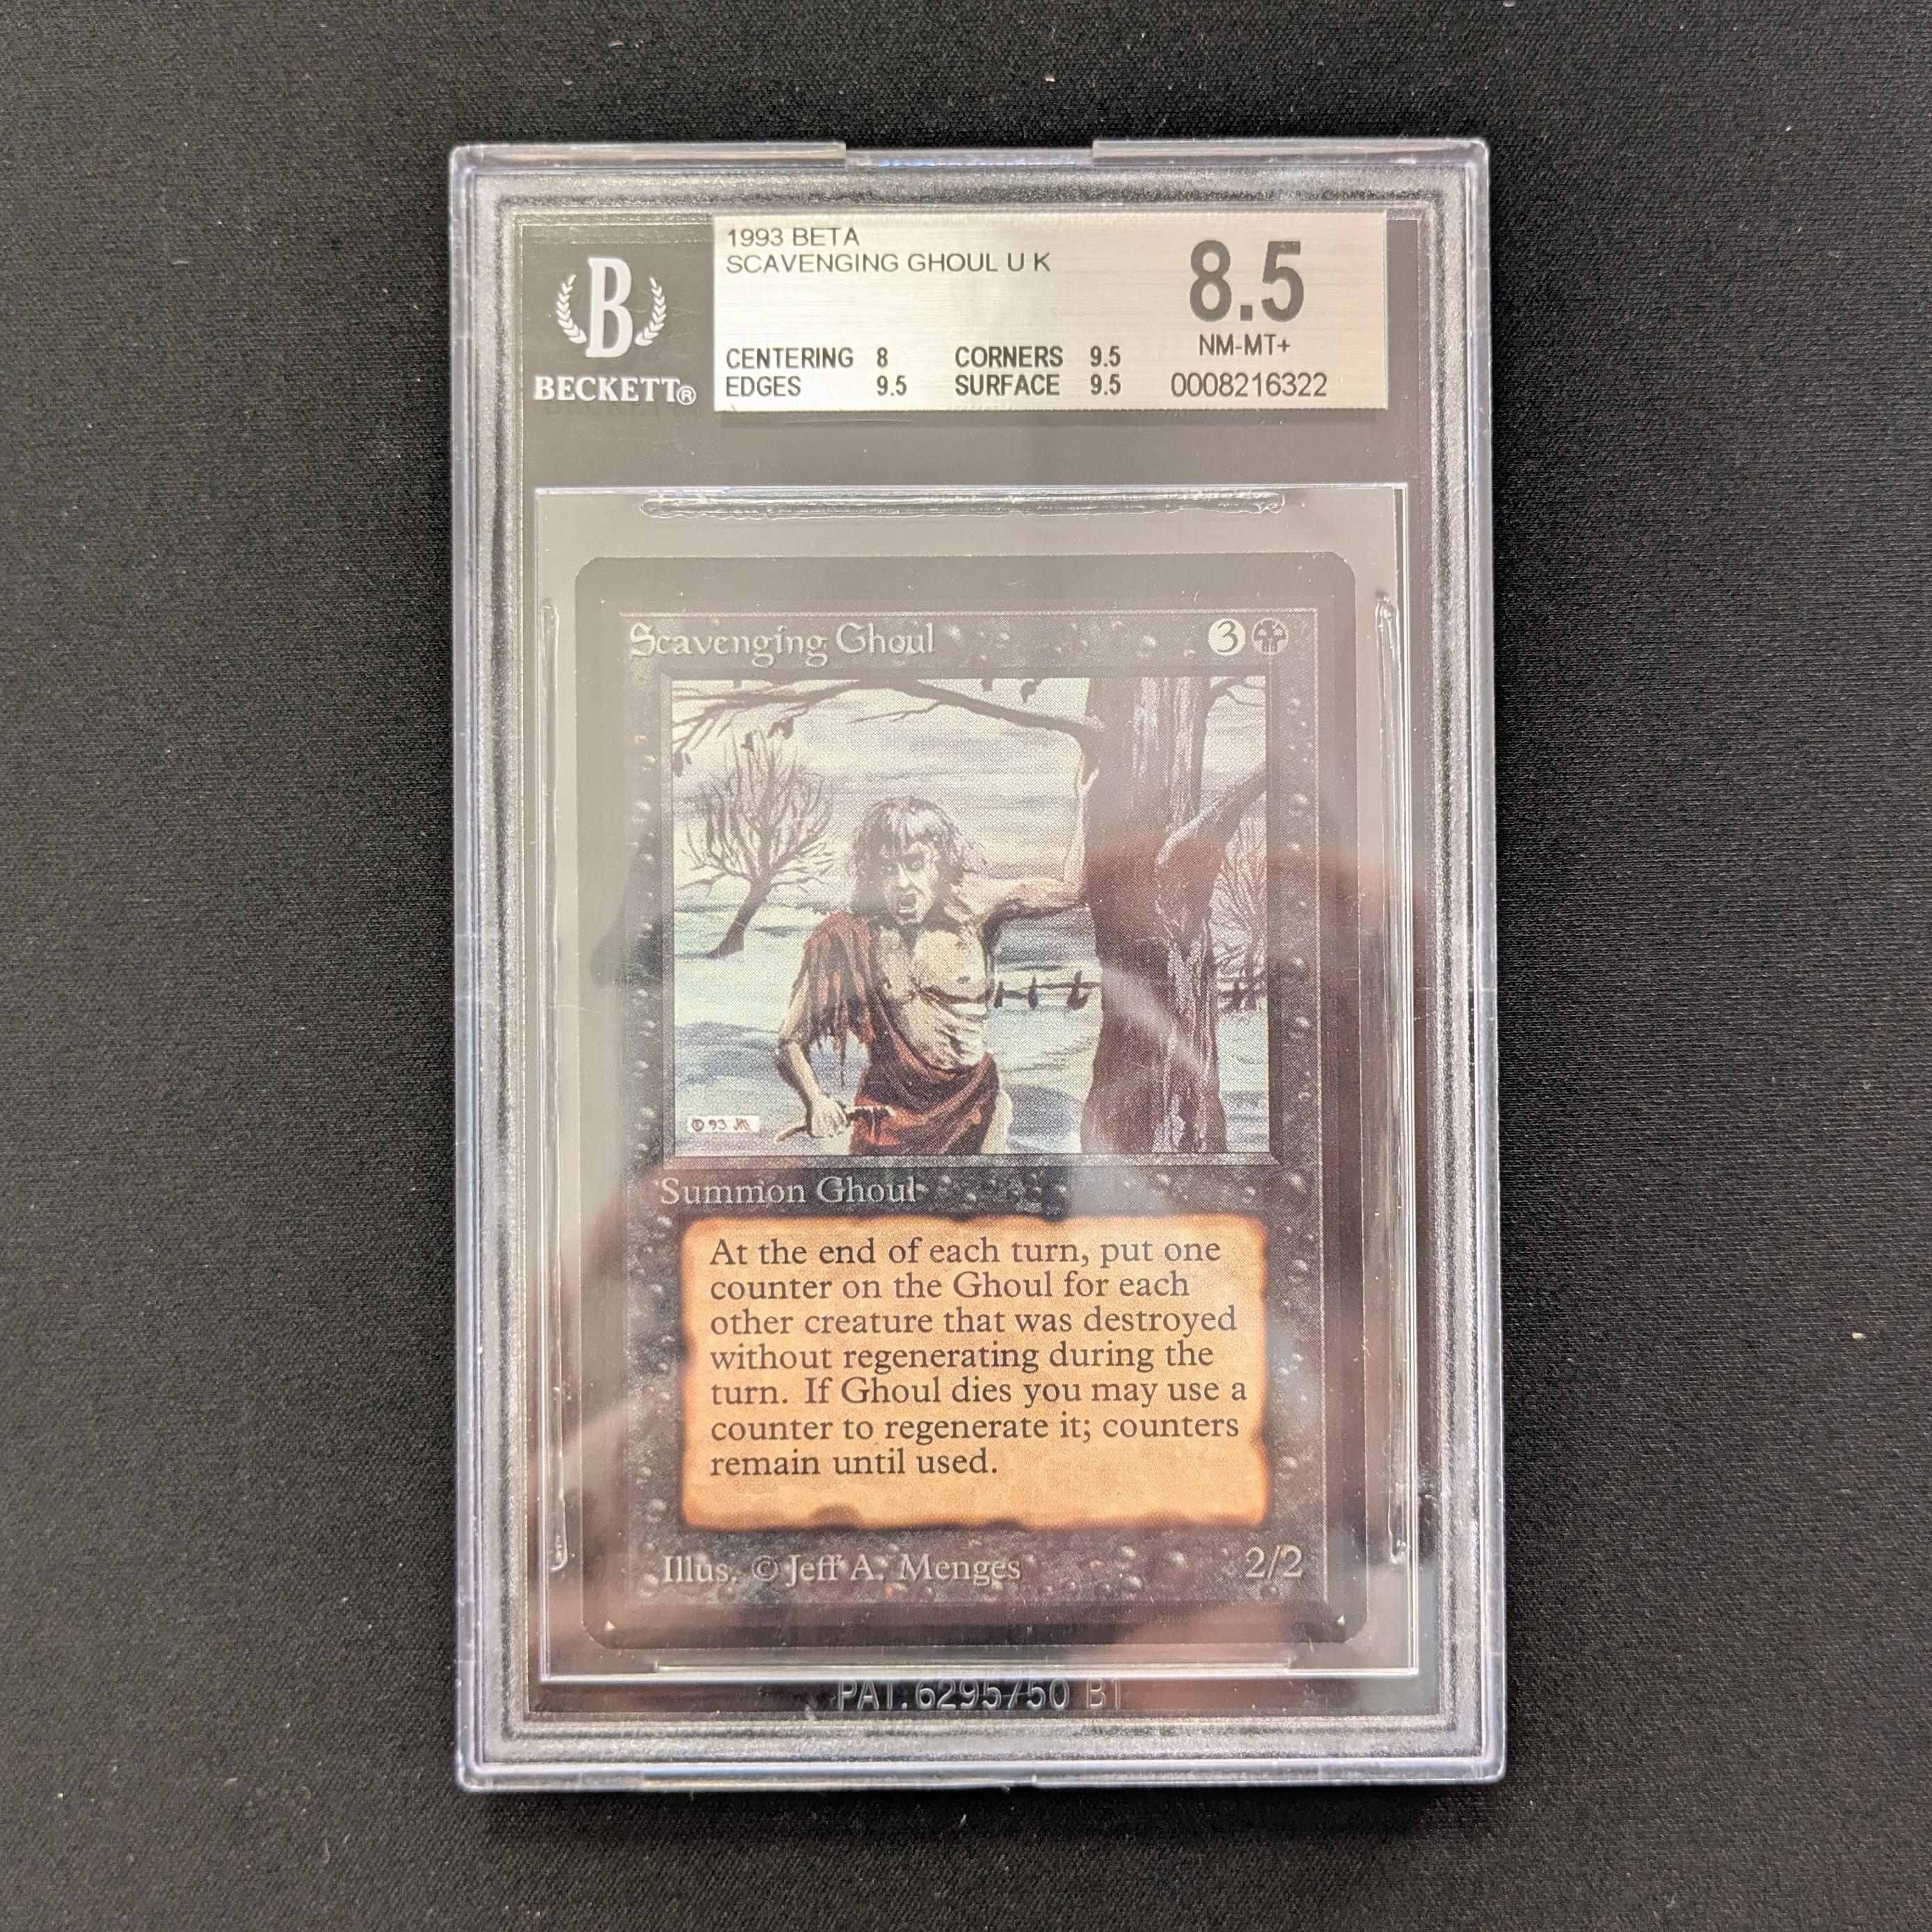 1993 BETA
SCAVENGING GHOUL U K
8.5
NM-MT+
CENTERING 8 CORNERS 9.5
EDGES 9.5 SURFACE 9.5
0008216322
B
BECKETT®
Scavenging Ghoul 3
© 93 JM
Summon Ghoul
At the end of each turn, put one
counter on the Ghoul for each
other creature that was destroyed
without regenerating during the
turn. If Ghoul dies you may use a
counter to regenerate it; counters
remain until used.
Illus. © Jeff A. Menges 2/2
PAT.6295750 B1